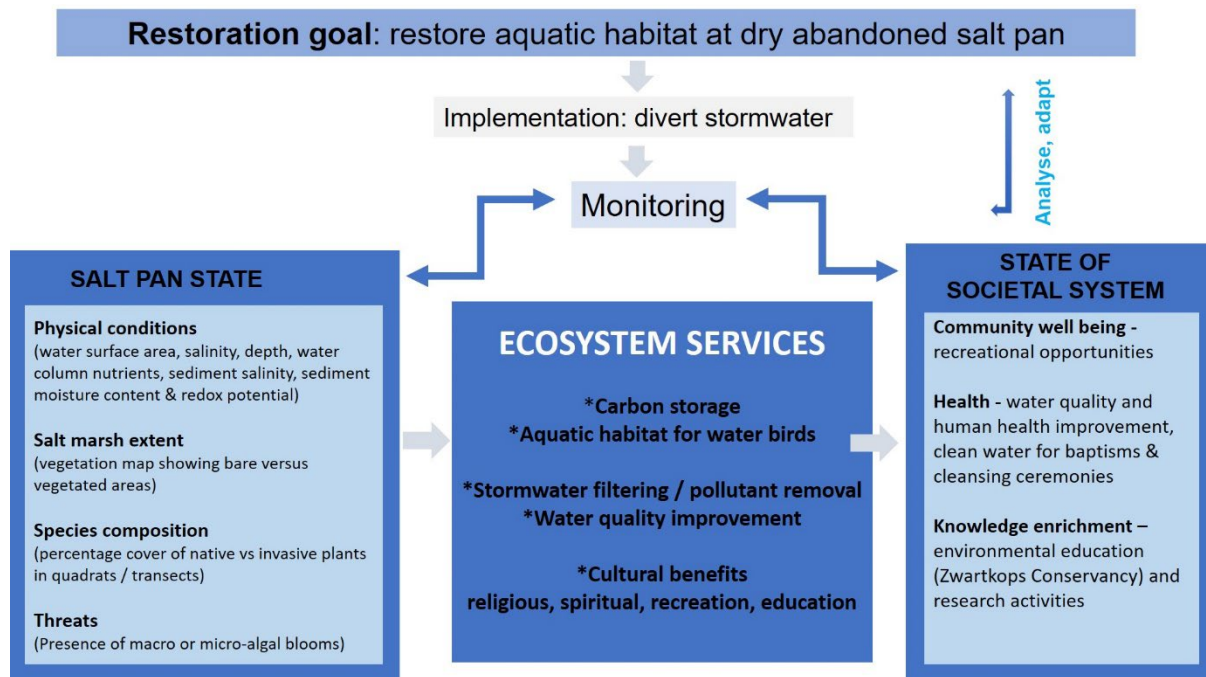 Restoration goal: restore aquatic habitat at dry abandoned salt pan
Implementation: divert stormwater
Monitoring
Analyse, adapt
SALT PAN STATE
Physical conditions
(water surface area, salinity, depth, water
column nutrients, sediment salinity, sediment
moisture content & redox potential)
Salt marsh extent
(vegetation map showing bare versus
vegetated areas)
Species composition
(percentage cover of native vs invasive plants
in quadrats / transects)
Threats
(Presence of macro or micro-algal blooms)
ECOSYSTEM SERVICES
*Carbon storage
*Aquatic habitat for water birds
*Stormwater filtering / pollutant removal
*Water quality improvement
*Cultural benefits
religious, spiritual, recreation, education
STATE OF
SOCIETAL SYSTEM
Community well being -
recreational opportunities
Health - water quality and
human health improvement,
clean water for baptisms &
cleansing ceremonies
Knowledge enrichment –
environmental education
(Zwartkops Conservancy) and
research activities